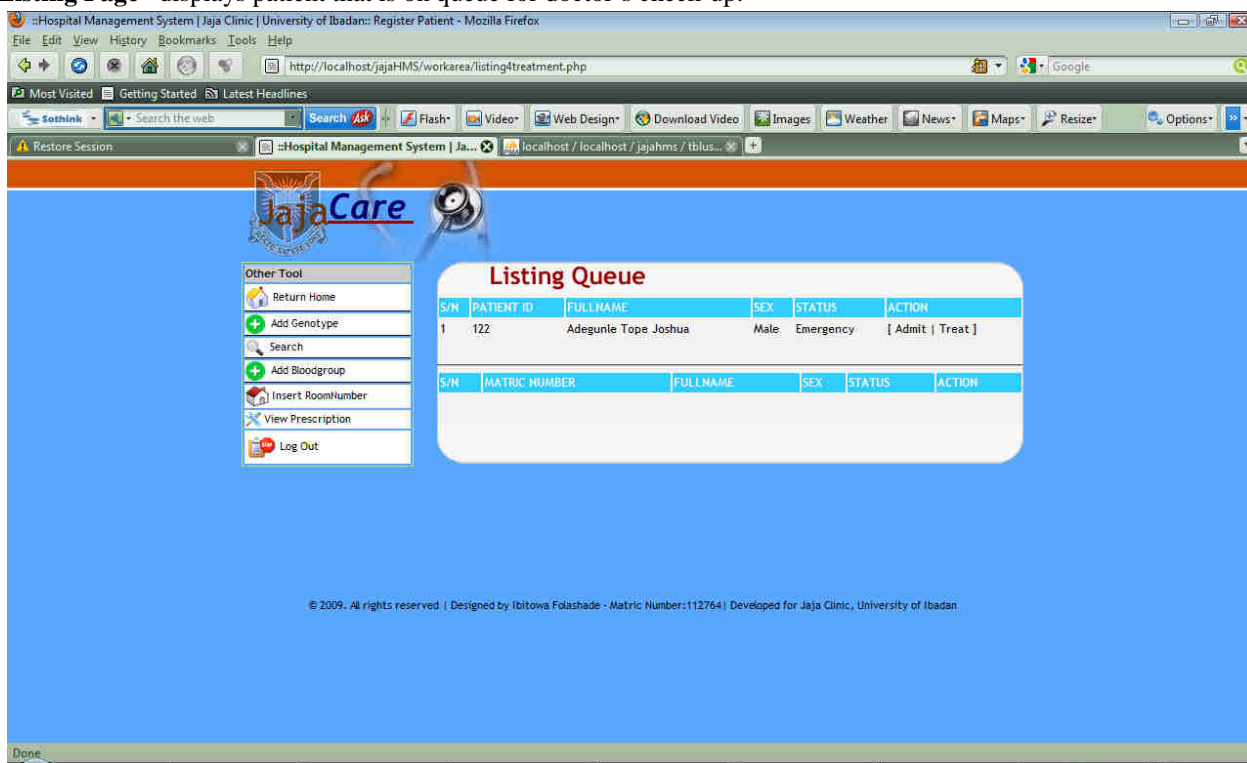 Listing Page" displays patient that is on queue for doctor's check-up.
::Hospital Management System | Jaja Clinic | University of Ibadan:: Register Patient - Mozilla Firefox
File Edit View History Bookmarks Tools Help
http://localhost/jajaHMS/workarea/listing4treatment.php
Google
Most Visited Getting Started Latest Headlines
Sothink Search the web Search Ask Flash Video Web Design Download Video Images Weather News Maps Resize Options
Restore Session ::Hospital Management System | Ja... localhost / localhost / jajahms / tblus...
JajaCare
Other Tool
Return Home
Add Genotype
Search
Add Bloodgroup
Insert RoomNumber
View Prescription
Log Out
Listing Queue
S/N PATIENT ID FULLNAME SEX STATUS ACTION
1 122 Adegunle Tope Joshua Male Emergency [ Admit | Treat ]
S/N MATRIC NUMBER FULLNAME SEX STATUS ACTION
© 2009. All rights reserved | Designed by Ibitowa Folashade - Matric Number:112764| Developed for Jaja Clinic, University of Ibadan
Done